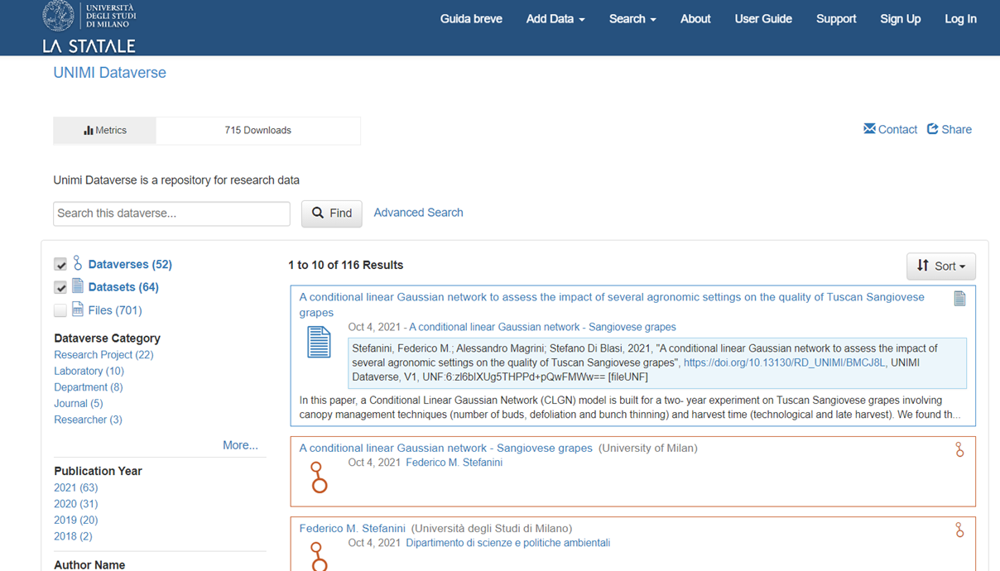 UNIVERSITÀ
DEGLI STUDI
DI MILANO
LA STATALE
Guida breve Add Data Search About User Guide Support Sign Up Log In
UNIMI Dataverse
Metrics 715 Downloads
Contact Share
Unimi Dataverse is a repository for research data
Search this dataverse... Find Advanced Search
Dataverses (52)
Datasets (64)
Files (701)
Dataverse Category
Research Project (22)
Laboratory (10)
Department (8)
Journal (5)
Researcher (3)
More...
Publication Year
2021 (63)
2020 (31)
2019 (20)
2018 (2)
Author Name
1 to 10 of 116 Results
Sort
A conditional linear Gaussian network to assess the impact of several agronomic settings on the quality of Tuscan Sangiovese
grapes
Oct 4, 2021 - A conditional linear Gaussian network - Sangiovese grapes
Stefanini, Federico M.; Alessandro Magrini; Stefano Di Blasi, 2021, "A conditional linear Gaussian network to assess the impact of
several agronomic settings on the quality of Tuscan Sangiovese grapes", https://doi.org/10.13130/RD_UNIMI/BMCJ8L, UNIMI
Dataverse, V1, UNF:6:zl6bIXUg5THPPd+pQwFMWw== [fileUNF]
In this paper, a Conditional Linear Gaussian Network (CLGN) model is built for a two- year experiment on Tuscan Sangiovese grapes involving
canopy management techniques (number of buds, defoliation and bunch thinning) and harvest time (technological and late harvest). We found th...
A conditional linear Gaussian network - Sangiovese grapes (University of Milan)
Oct 4, 2021 Federico M. Stefanini
Federico M. Stefanini (Università degli Studi di Milano)
Oct 4, 2021 Dipartimento di scienze e politiche ambientali